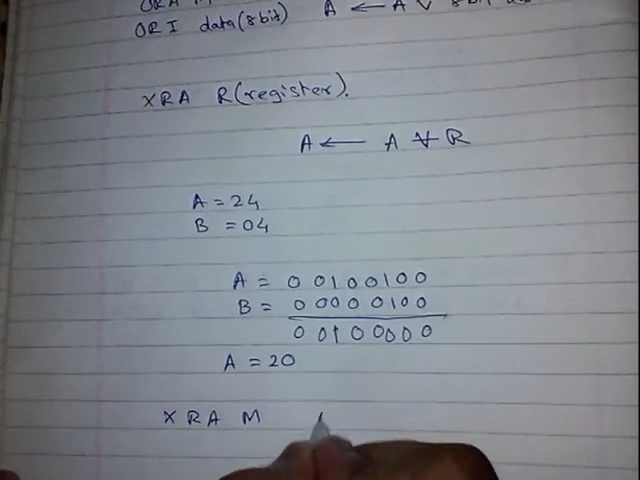 ORI data(8bit) A ← A V 8bit
XRA R(register).
A ← A ⊻ R
A = 24
B = 04
A = 0 0 1 0 0 1 0 0
B = 0 0 0 0 0 1 0 0
0 0 1 0 0 0 0 0
A = 20
XRA M